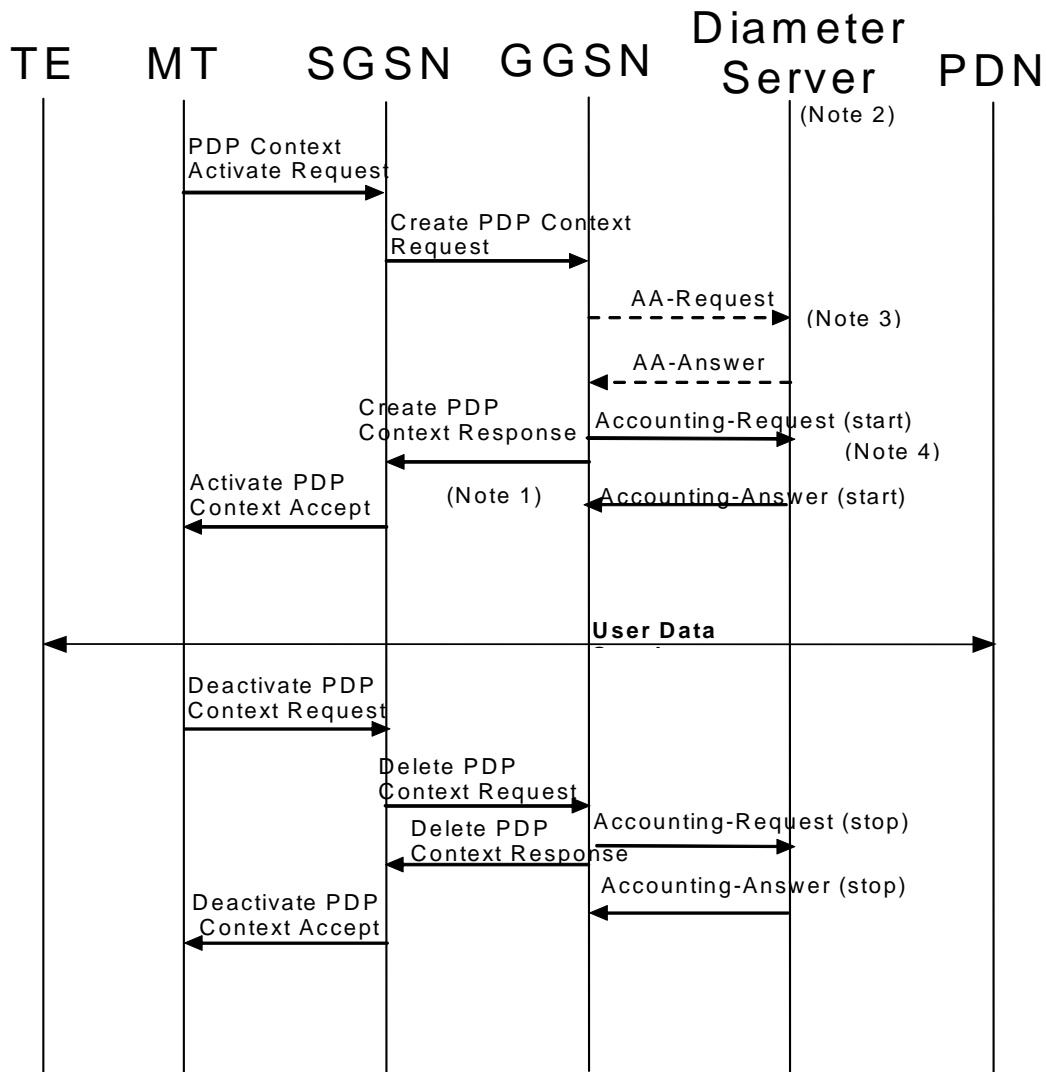 TE
MT
SGSN
GGSN
Diameter
Server
PDN
(Note 2)
PDP Context
Activate Request
Create PDP Context
Request
AA-Request
(Note 3)
AA-Answer
Create PDP
Context Response
Accounting-Request (start)
(Note 4)
Activate PDP
Context Accept
(Note 1)
Accounting-Answer (start)
User Data
Deactivate PDP
Context Request
Delete PDP
Context Request
Accounting-Request (stop)
Delete PDP
Context Response
Accounting-Answer (stop)
Deactivate PDP
Context Accept